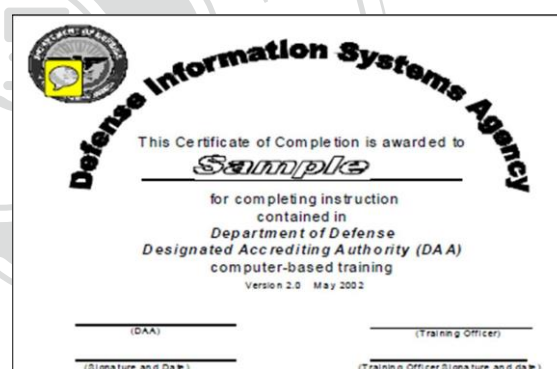 Defense Information Systems Agency
This Certificate of Completion is awarded to
Sample
for completing instruction
contained in
Department of Defense
Designated Accrediting Authority (DAA)
computer-based training
Version 2.0 May 2002
(DAA) (Training Officer)
(Signature and Date) (Training Officer Signature and date)